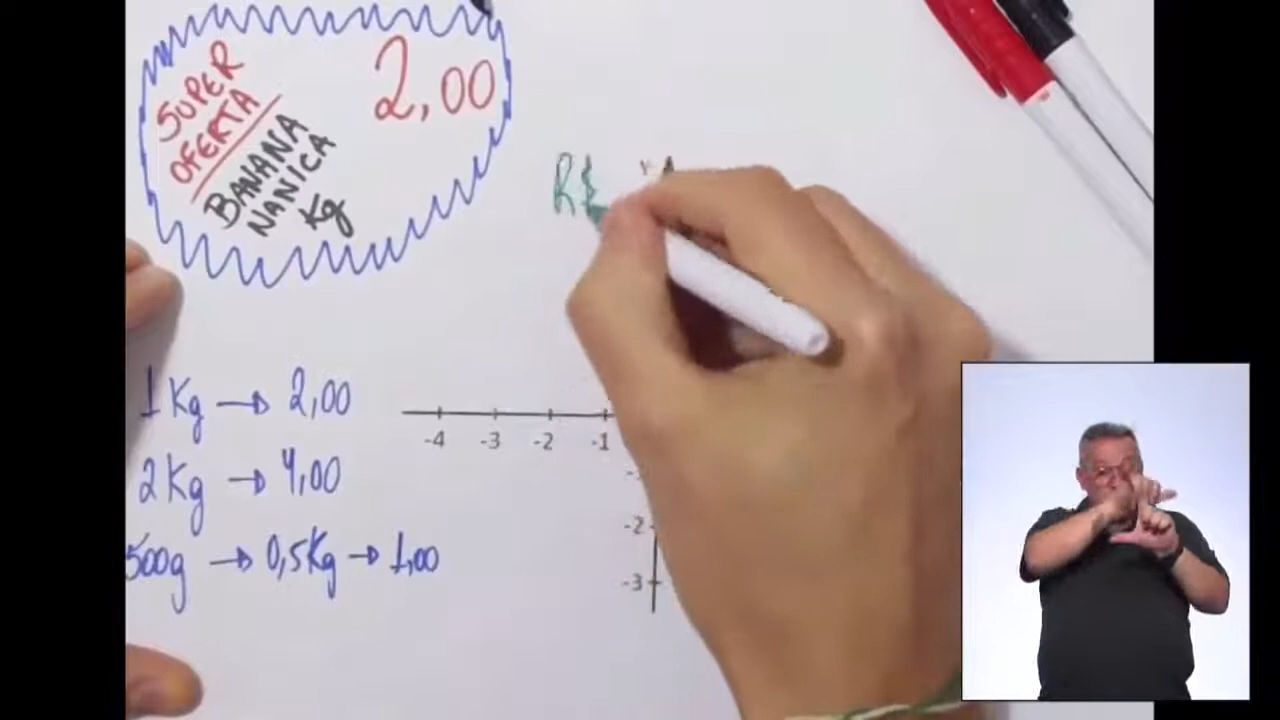 SUPER
OFERTA
BANANA
NANICA
Kg
2,00
R$
1 Kg → 2,00
2 Kg → 4,00
500g → 0,5Kg → 1,00
-4 -3 -2 -1
-2
-3